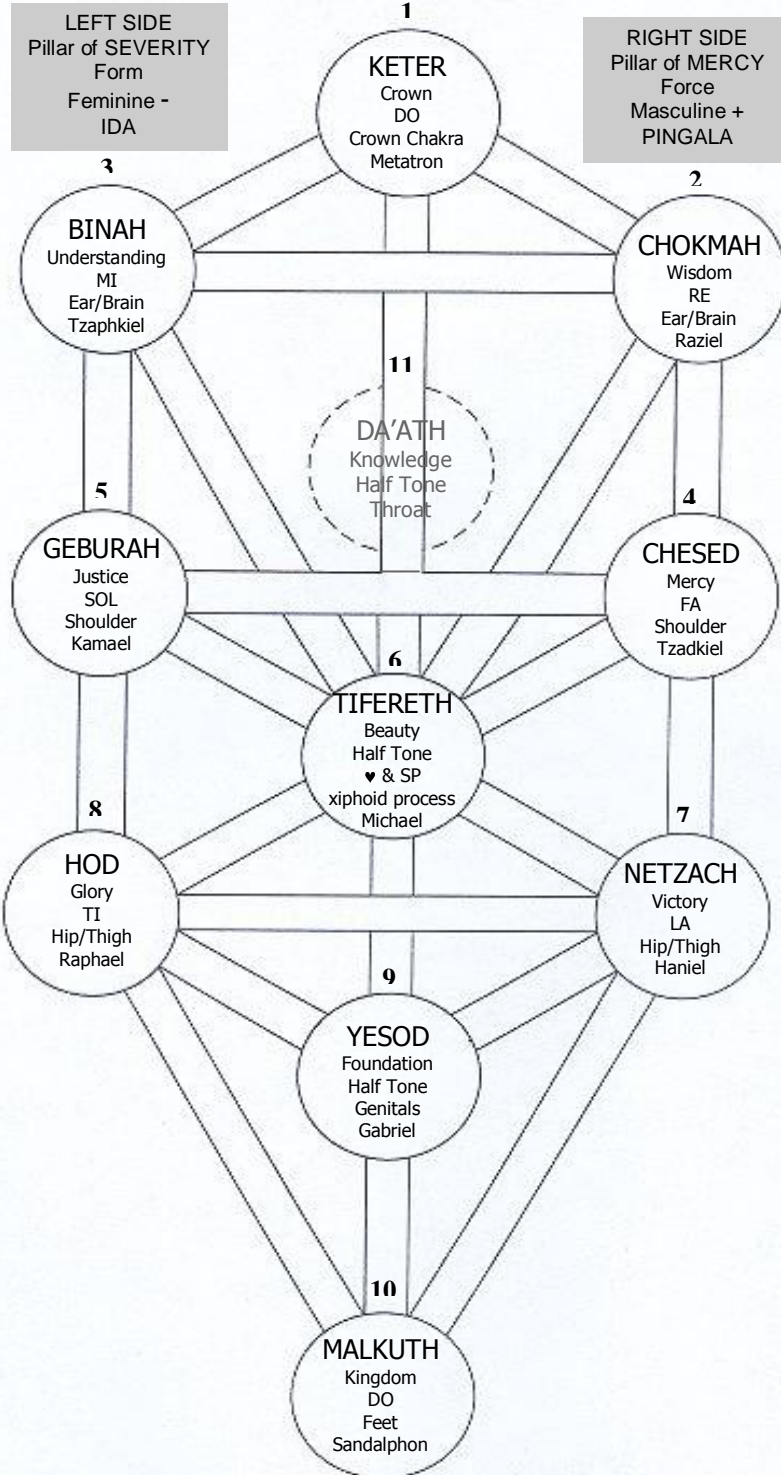 1
LEFT SIDE
Pillar of SEVERITY
Form
Feminine -
IDA
KETER
Crown
DO
Crown Chakra
Metatron
RIGHT SIDE
Pillar of MERCY
Force
Masculine +
PINGALA
3
BINAH
Understanding
MI
Ear/Brain
Tzaphkiel
2
CHOKMAH
Wisdom
RE
Ear/Brain
Raziel
11
DA'ATH
Knowledge
Half Tone
Throat
5
GEBURAH
Justice
SOL
Shoulder
Kamael
4
CHESED
Mercy
FA
Shoulder
Tzadkiel
6
TIFERETH
Beauty
Half Tone
♥ & SP
xiphoid process
Michael
8
HOD
Glory
TI
Hip/Thigh
Raphael
7
NETZACH
Victory
LA
Hip/Thigh
Haniel
9
YESOD
Foundation
Half Tone
Genitals
Gabriel
10
MALKUTH
Kingdom
DO
Feet
Sandalphon